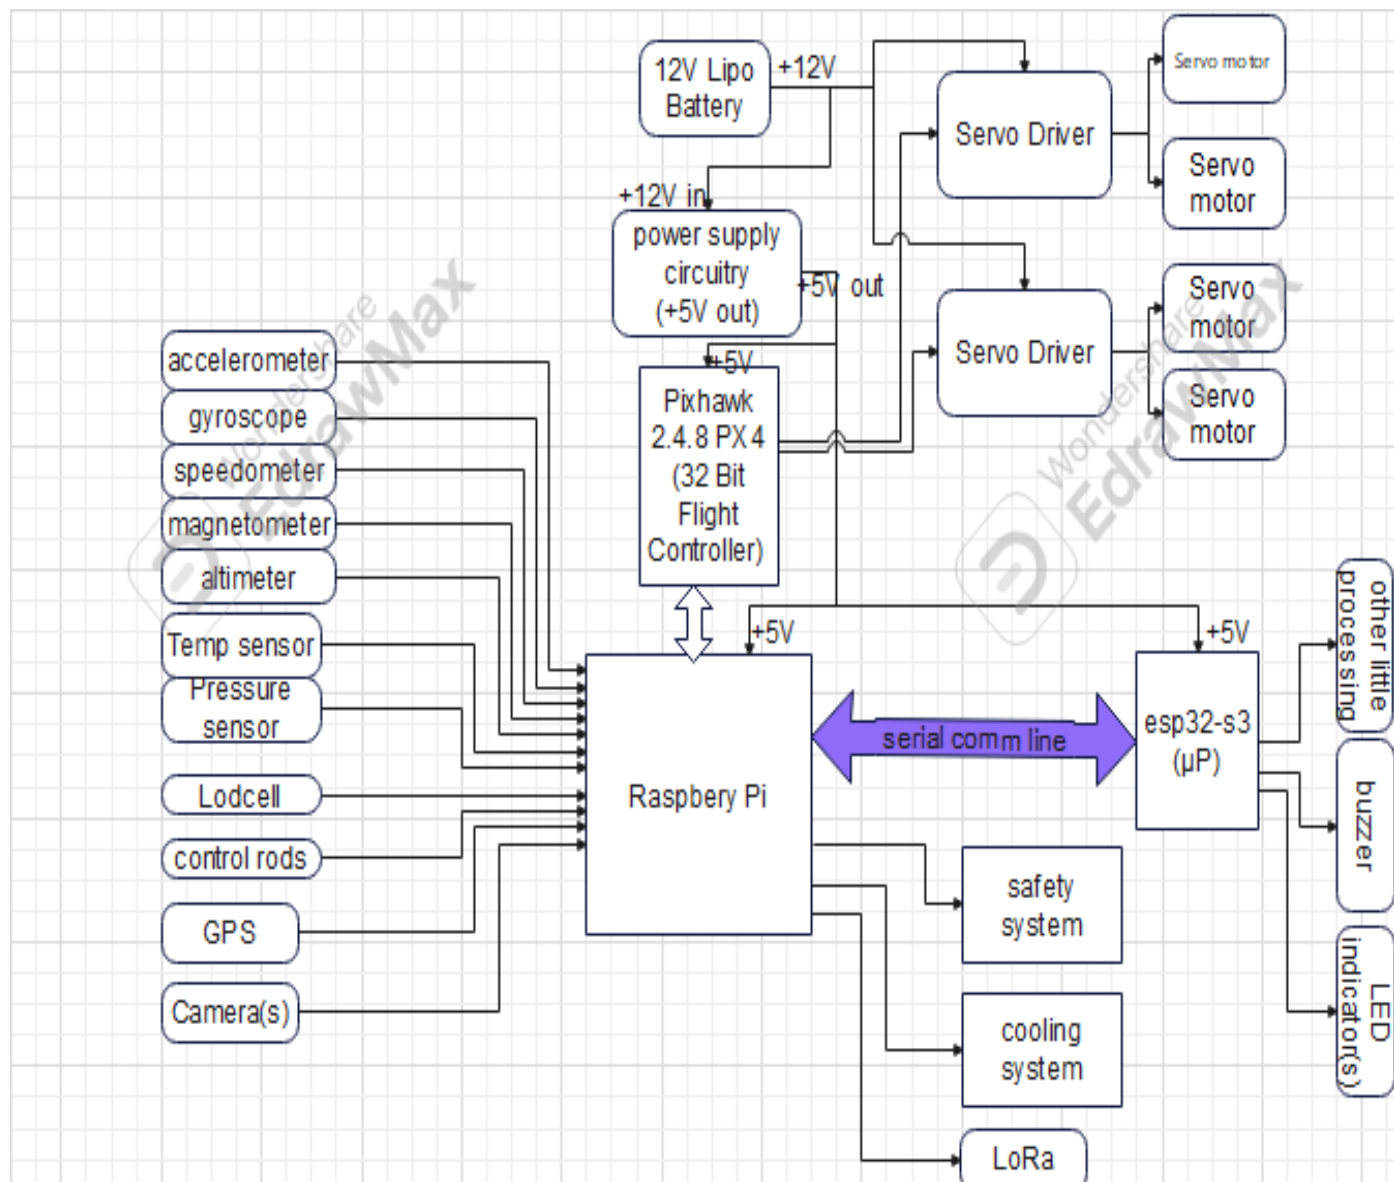 12V Lipo
Battery
+12V
Servo Driver
Servo motor
Servo
motor
+12V in
power supply
circuitry
(+5V out)
+5V out
Servo Driver
Servo
motor
Servo
motor
+5V
Pixhawk
2.4.8 PX4
(32 Bit
Flight
Controller)
accelerometer
gyroscope
speedometer
magnetometer
altimeter
Temp sensor
Pressure
sensor
Lodcell
control rods
GPS
Camera(s)
+5V
Raspbery Pi
serial comm line
+5V
esp32-s3
(µP)
other little
processing
buzzer
LED
indicator(s)
safety
system
cooling
system
LoRa
Wondershare
EdrawMax
Wondershare
EdrawMax